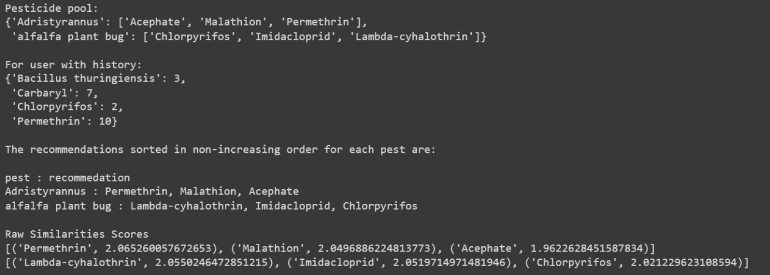 Pesticide pool:
{'Adristyrannus': ['Acephate', 'Malathion', 'Permethrin'],
 'alfalfa plant bug': ['Chlorpyrifos', 'Imidacloprid', 'Lambda-cyhalothrin']}

For user with history:
{'Bacillus thuringiensis': 3,
 'Carbaryl': 7,
 'Chlorpyrifos': 2,
 'Permethrin': 10}

The recommendations sorted in non-increasing order for each pest are:

pest : recommedation
Adristyrannus : Permethrin, Malathion, Acephate
alfalfa plant bug : Lambda-cyhalothrin, Imidacloprid, Chlorpyrifos

Raw Similarities Scores
[('Permethrin', 2.065260057672653), ('Malathion', 2.0496886224813773), ('Acephate', 1.9622628451587834)]
[('Lambda-cyhalothrin', 2.0550246472851215), ('Imidacloprid', 2.0519714971481946), ('Chlorpyrifos', 2.021229623108594)]